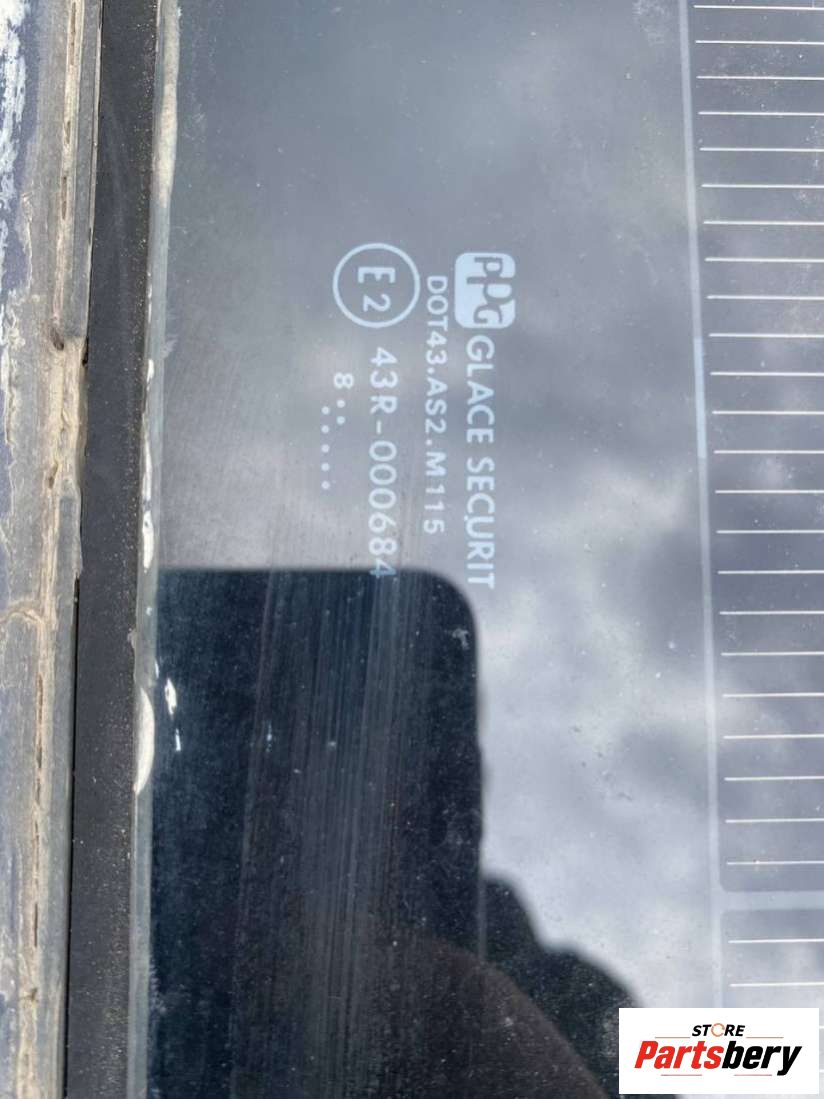 PPG GLACE SECURIT
DOT43.AS2.M115
E2 43R-000684
8..
.....
STORE
Partsbery